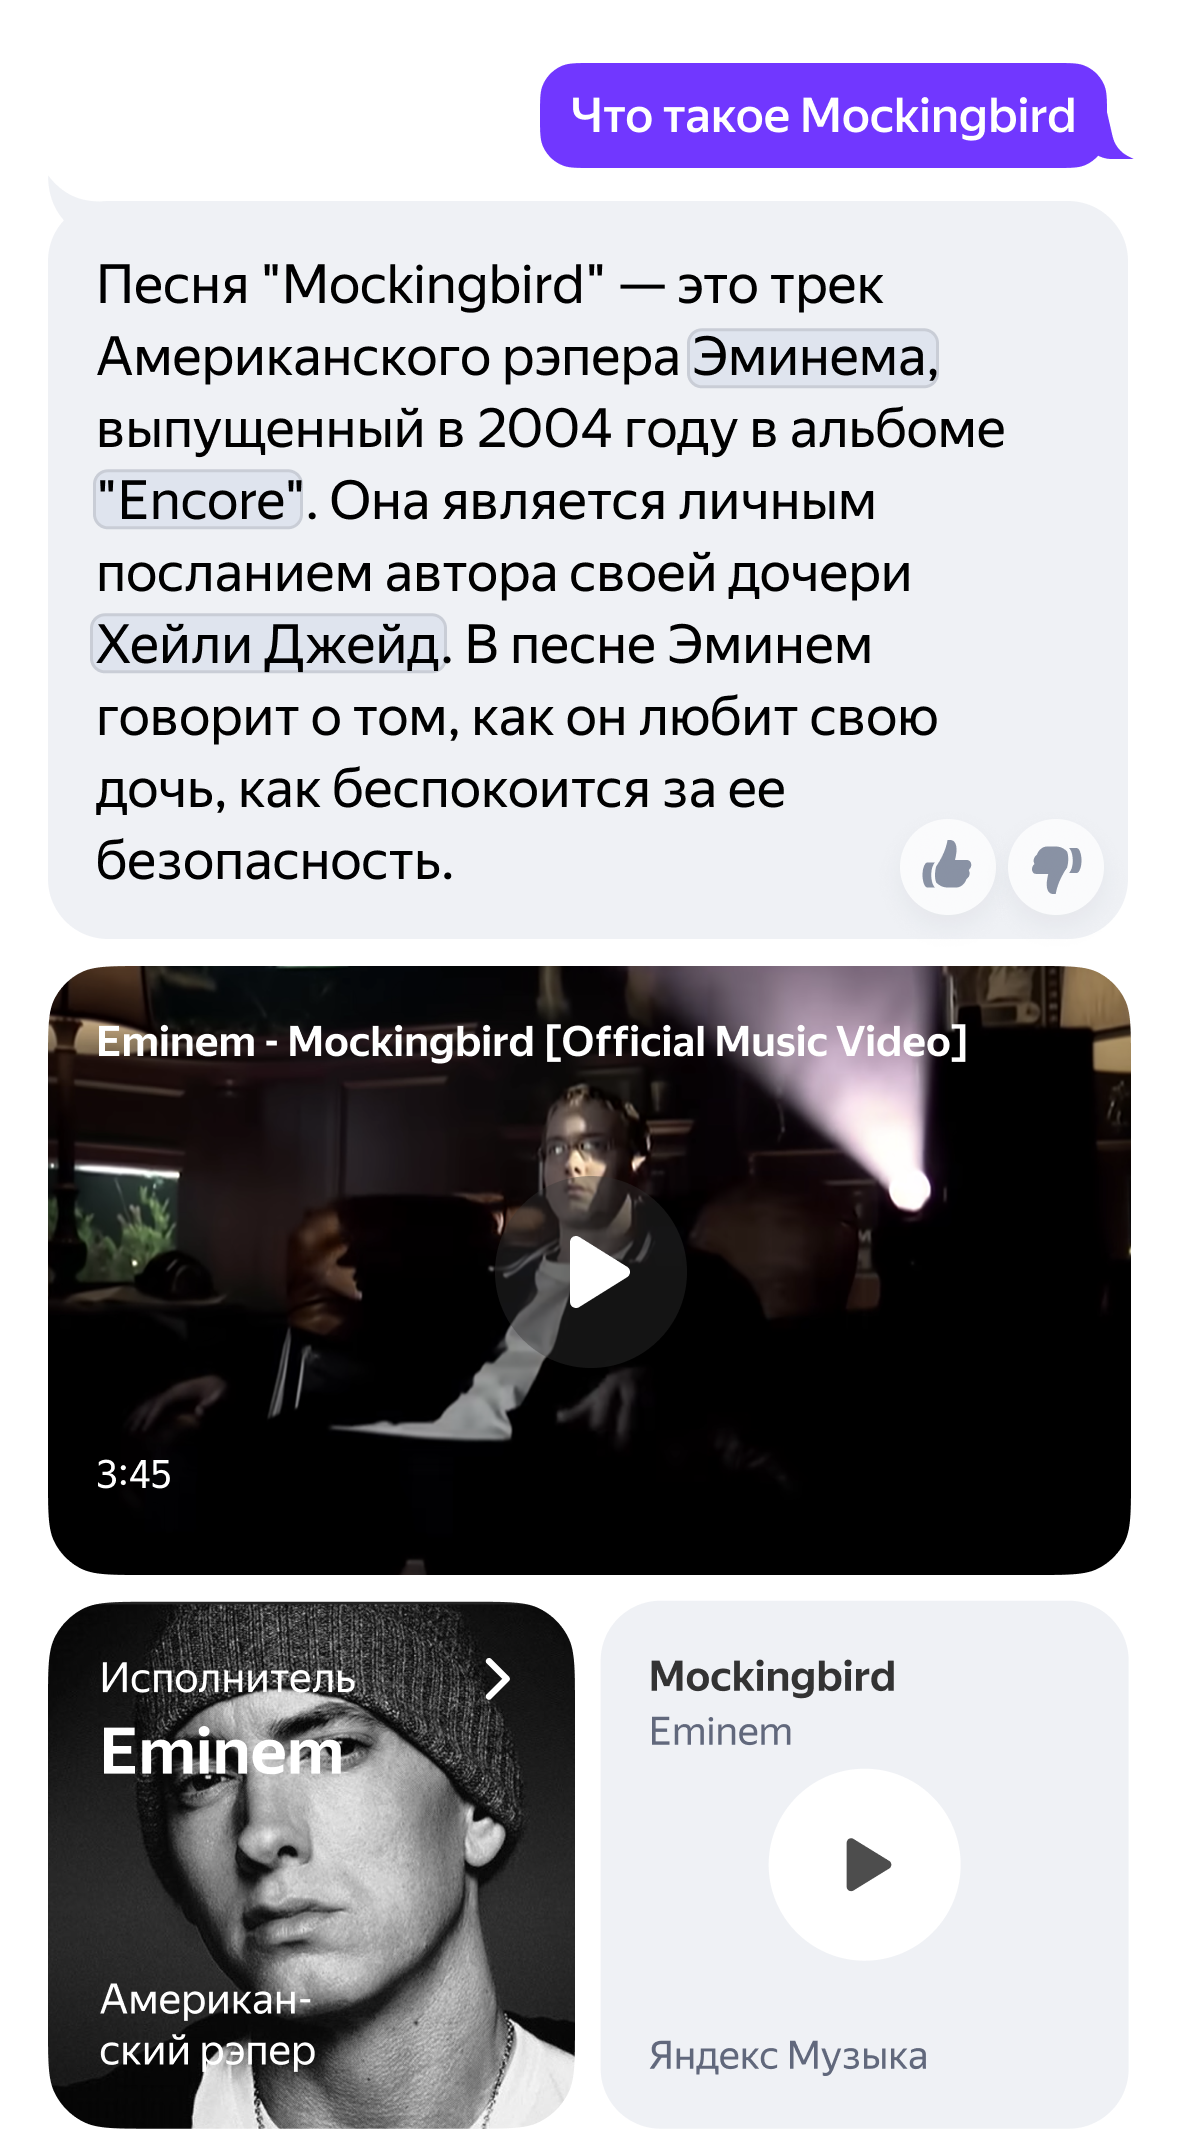 Что такое Mockingbird
Песня "Mockingbird" — это трек
Американского рэпера Эминема,
выпущенный в 2004 году в альбоме
"Encore". Она является личным
посланием автора своей дочери
Хейли Джейд. В песне Эминем
говорит о том, как он любит свою
дочь, как беспокоится за ее
безопасность.
Eminem - Mockingbird [Official Music Video]
3:45
Исполнитель
Eminem
Американ-
ский рэпер
Mockingbird
Eminem
Яндекс Музыка